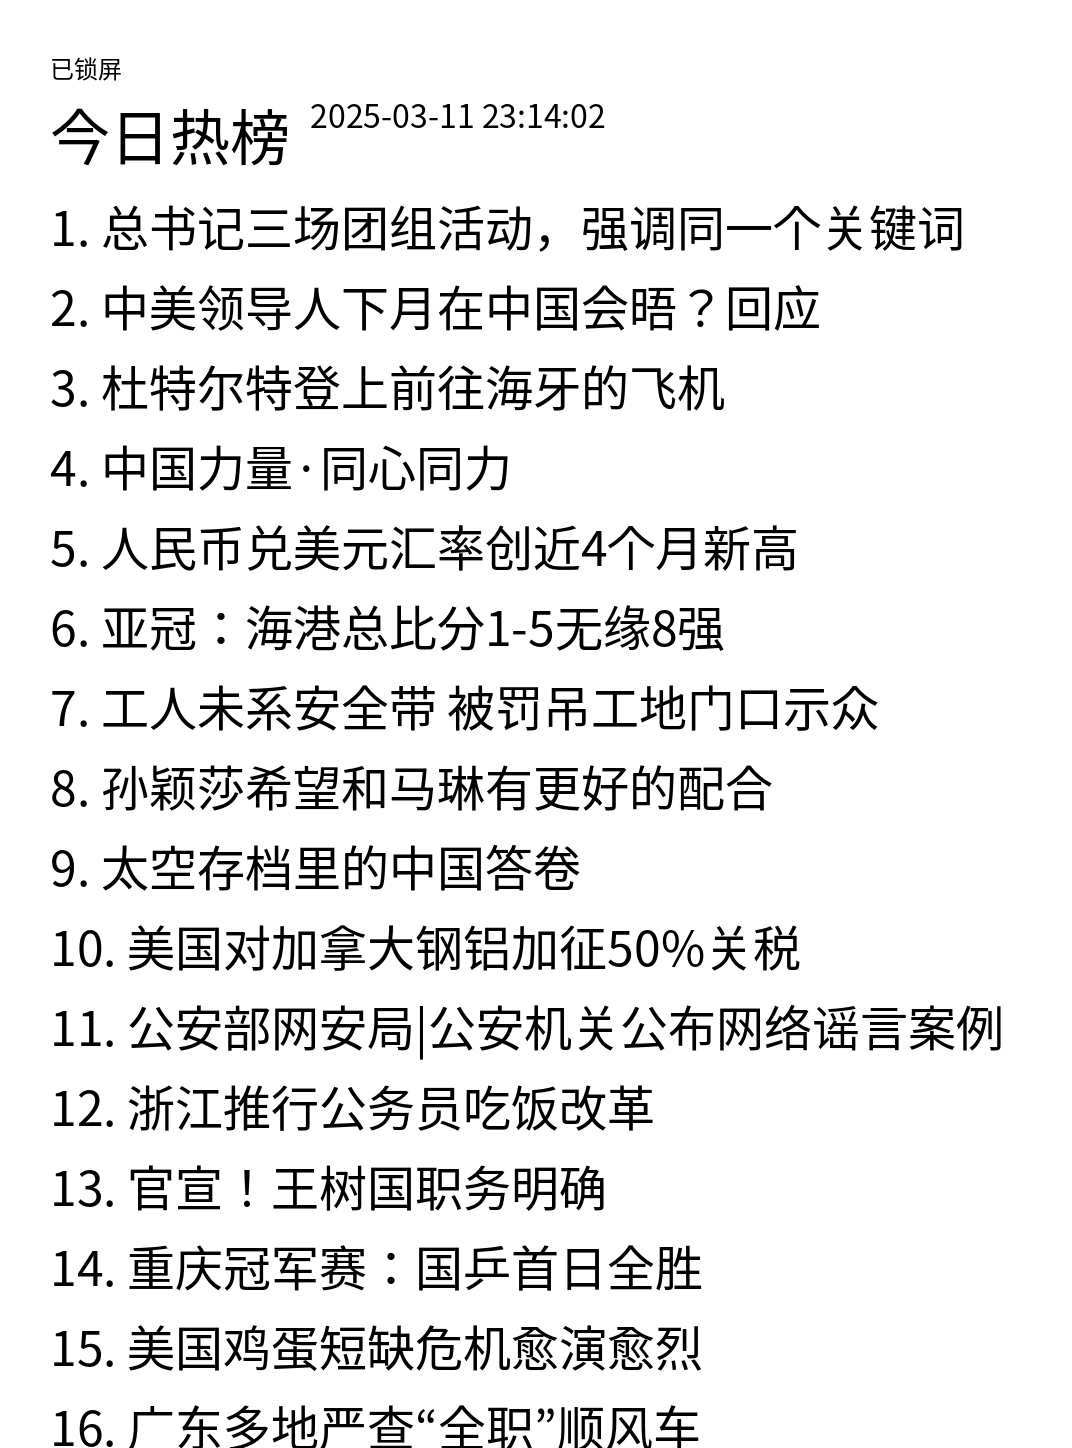 已锁屏
今日热榜 2025-03-11 23:14:02
1. 总书记三场团组活动，强调同一个关键词
2. 中美领导人下月在中国会晤？回应
3. 杜特尔特登上前往海牙的飞机
4. 中国力量·同心同力
5. 人民币兑美元汇率创近4个月新高
6. 亚冠：海港总比分1-5无缘8强
7. 工人未系安全带 被罚吊工地门口示众
8. 孙颖莎希望和马琳有更好的配合
9. 太空存档里的中国答卷
10. 美国对加拿大钢铝加征50%关税
11. 公安部网安局|公安机关公布网络谣言案例
12. 浙江推行公务员吃饭改革
13. 官宣！王树国职务明确
14. 重庆冠军赛：国乒首日全胜
15. 美国鸡蛋短缺危机愈演愈烈
16. 广东多地严查“全职”顺风车